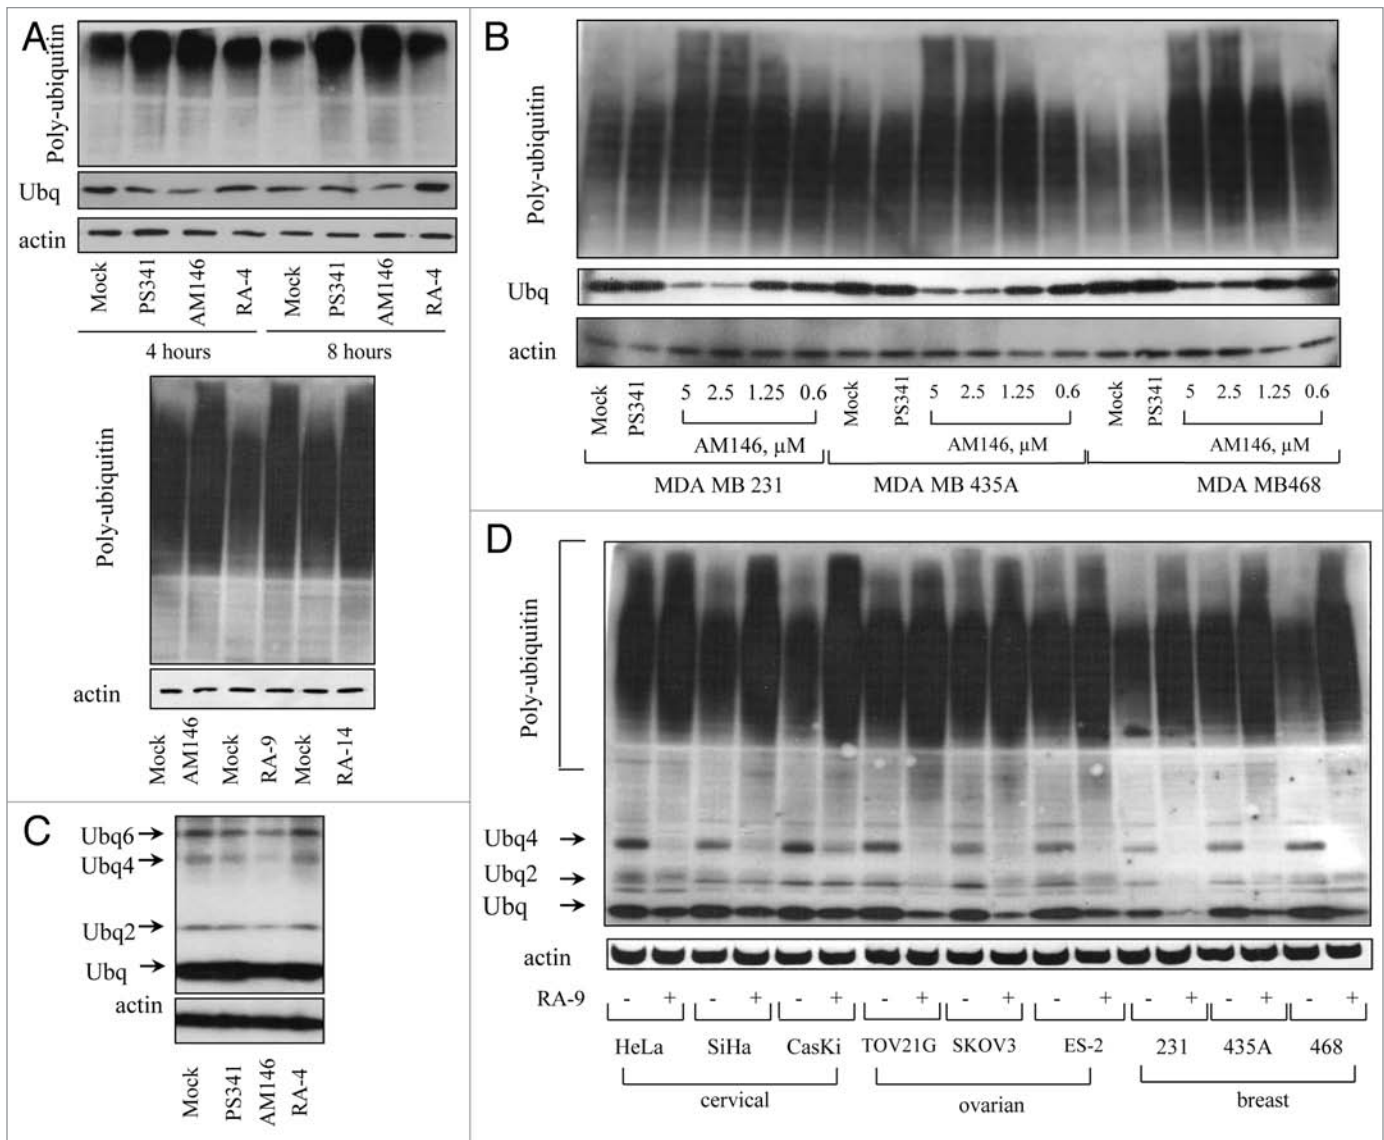 A
Poly-ubiquitin
Ubq
actin
Mock PS341 AM146 RA-4 Mock PS341 AM146 RA-4
4 hours 8 hours
Poly-ubiquitin
actin
Mock AM146 Mock RA-9 Mock RA-14
B
Poly-ubiquitin
Ubq
actin
Mock PS341 5 2.5 1.25 0.6 Mock PS341 5 2.5 1.25 0.6 Mock PS341 5 2.5 1.25 0.6
AM146, µM AM146, µM AM146, µM
MDA MB 231 MDA MB 435A MDA MB468
C
Ubq6
Ubq4
Ubq2
Ubq
actin
Mock PS341 AM146 RA-4
D
Poly-ubiquitin
Ubq4
Ubq2
Ubq
actin
RA-9 - + - + - + - + - + - + - + - + - +
HeLa SiHa CasKi TOV21G SKOV3 ES-2 231 435A 468
cervical ovarian breast